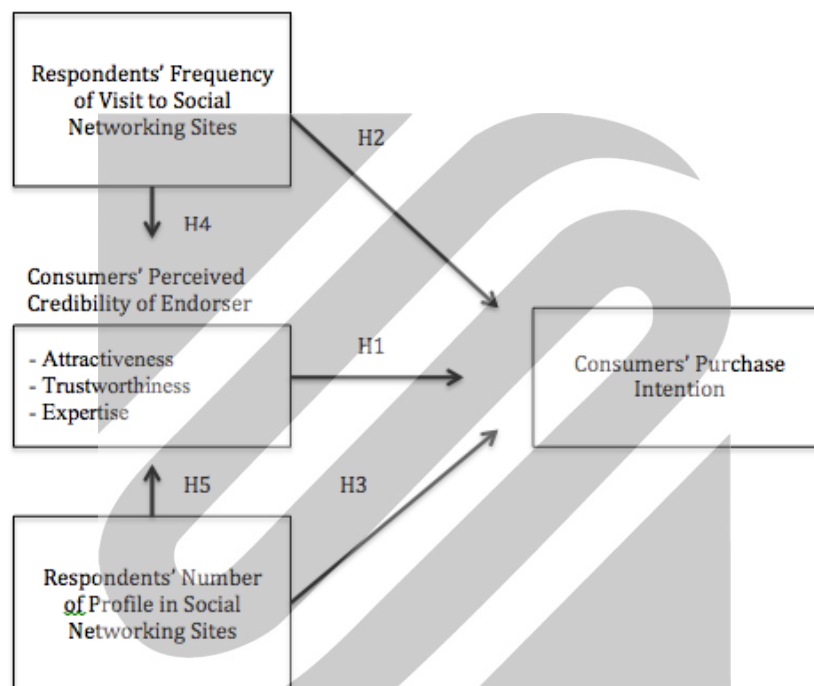 Respondents' Frequency
of Visit to Social
Networking Sites
H2
H4
Consumers' Perceived
Credibility of Endorser
- Attractiveness
- Trustworthiness
- Expertise
H1
Consumers' Purchase
Intention
H5
H3
Respondents' Number
of Profile in Social
Networking Sites